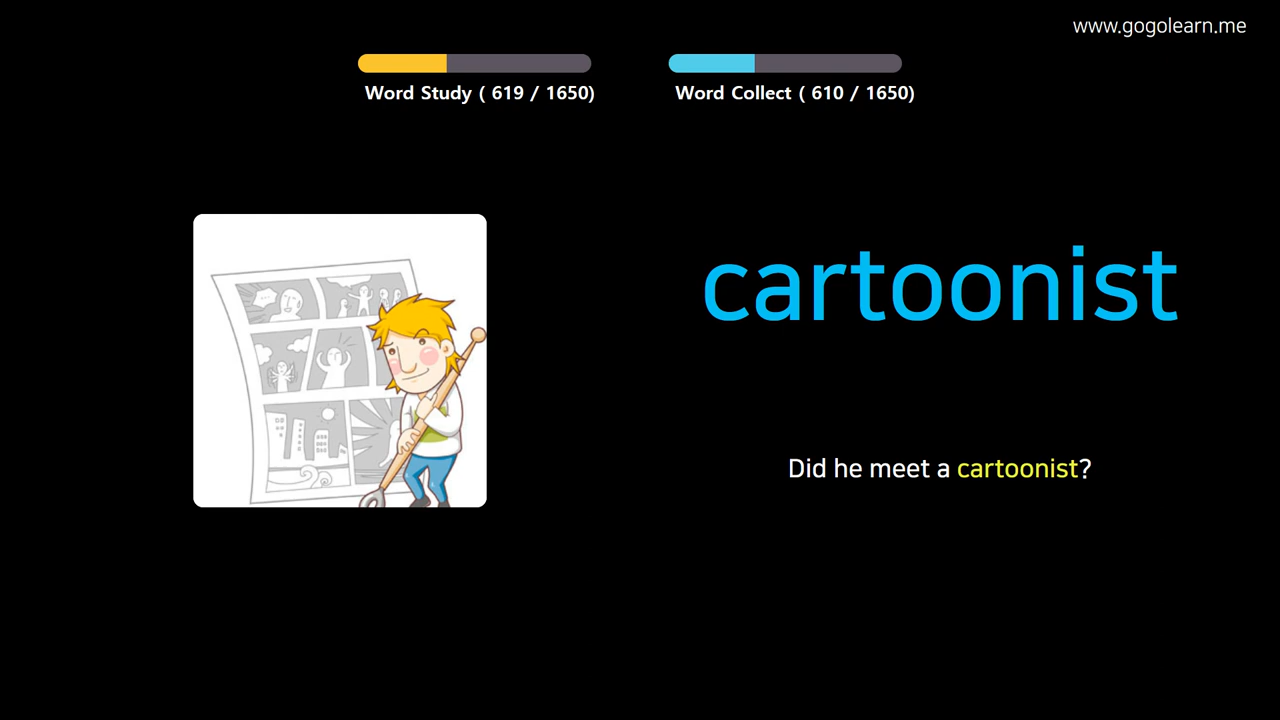 www.gogolearn.me
Word Study ( 619 / 1650)
Word Collect ( 610 / 1650)
cartoonist
Did he meet a cartoonist?